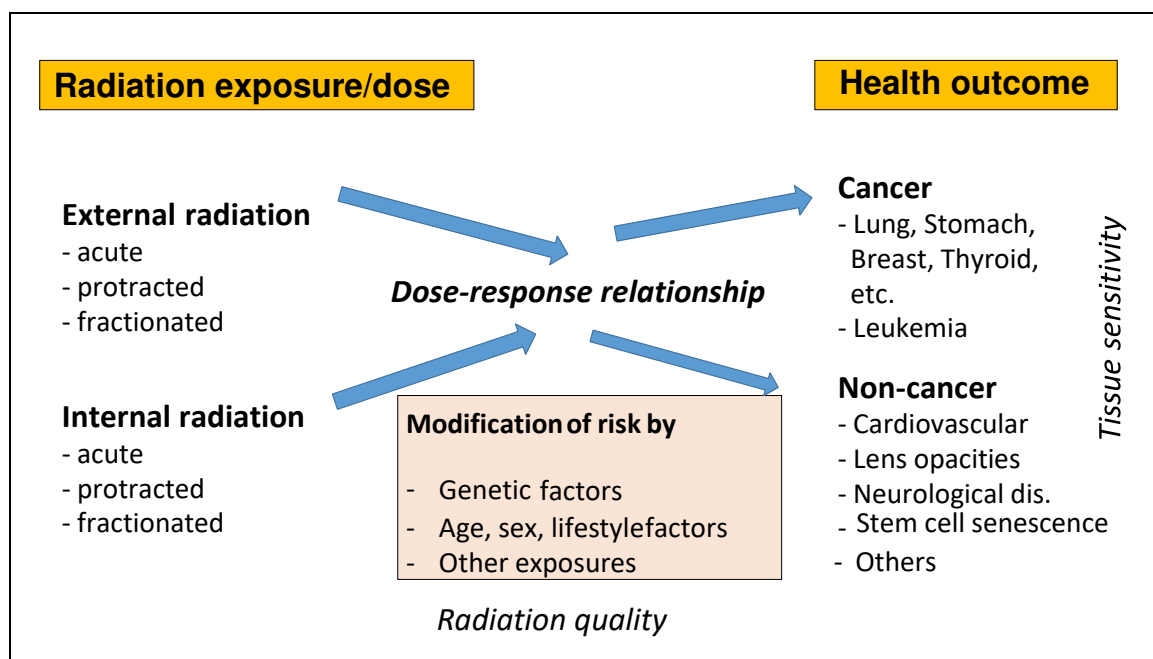 Radiation exposure/dose
External radiation
- acute
- protracted
- fractionated
Internal radiation
- acute
- protracted
- fractionated
Dose-response relationship
Modification of risk by
- Genetic factors
- Age, sex, lifestylefactors
- Other exposures
Radiation quality
Health outcome
Cancer
- Lung, Stomach,
Breast, Thyroid,
etc.
- Leukemia
Non-cancer
- Cardiovascular
- Lens opacities
- Neurological dis.
- Stem cell senescence
- Others
Tissue sensitivity